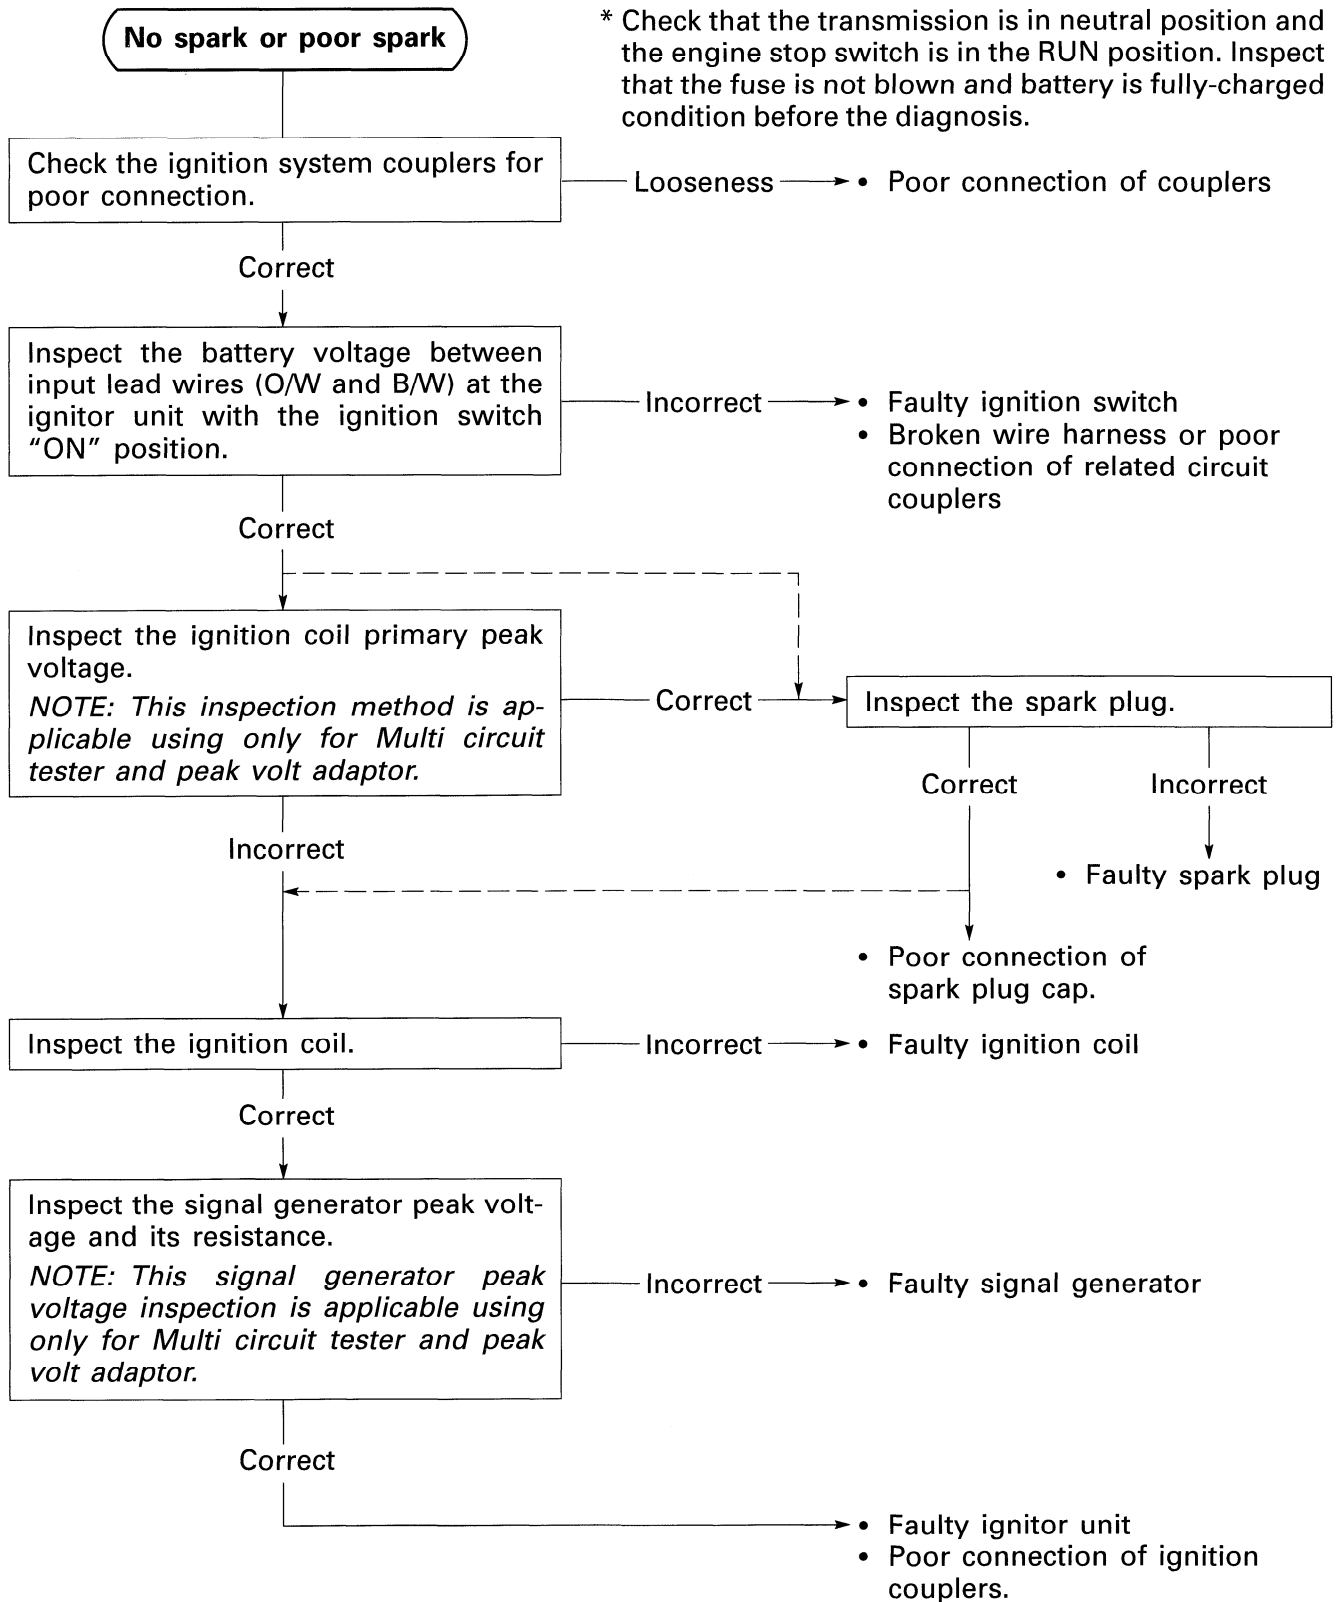 No spark or poor spark
* Check that the transmission is in neutral position and
the engine stop switch is in the RUN position. Inspect
that the fuse is not blown and battery is fully-charged
condition before the diagnosis.
Check the ignition system couplers for
poor connection.
Looseness
• Poor connection of couplers
Correct
Inspect the battery voltage between
input lead wires (O/W and B/W) at the
ignitor unit with the ignition switch
"ON" position.
Incorrect
• Faulty ignition switch
• Broken wire harness or poor
connection of related circuit
couplers
Correct
Inspect the ignition coil primary peak
voltage.
NOTE: This inspection method is ap-
plicable using only for Multi circuit
tester and peak volt adaptor.
Correct
Inspect the spark plug.
Correct
Incorrect
Incorrect
• Faulty spark plug
• Poor connection of
spark plug cap.
Inspect the ignition coil.
Incorrect
• Faulty ignition coil
Correct
Inspect the signal generator peak volt-
age and its resistance.
NOTE: This signal generator peak
voltage inspection is applicable using
only for Multi circuit tester and peak
volt adaptor.
Incorrect
• Faulty signal generator
Correct
• Faulty ignitor unit
• Poor connection of ignition
couplers.